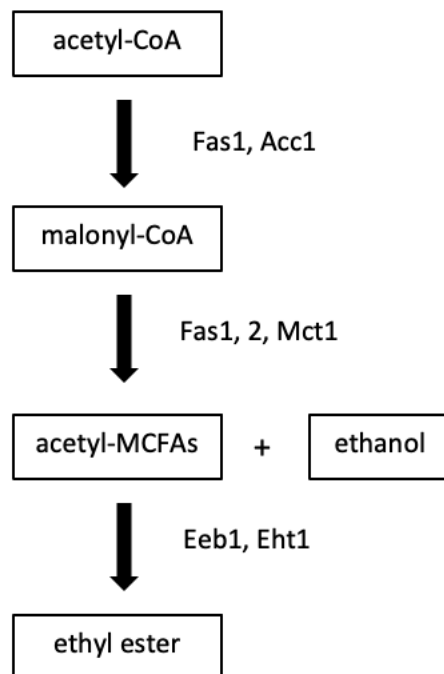 acetyl-CoA
Fas1, Acc1
malonyl-CoA
Fas1, 2, Mct1
acetyl-MCFAs + ethanol
Eeb1, Eht1
ethyl ester